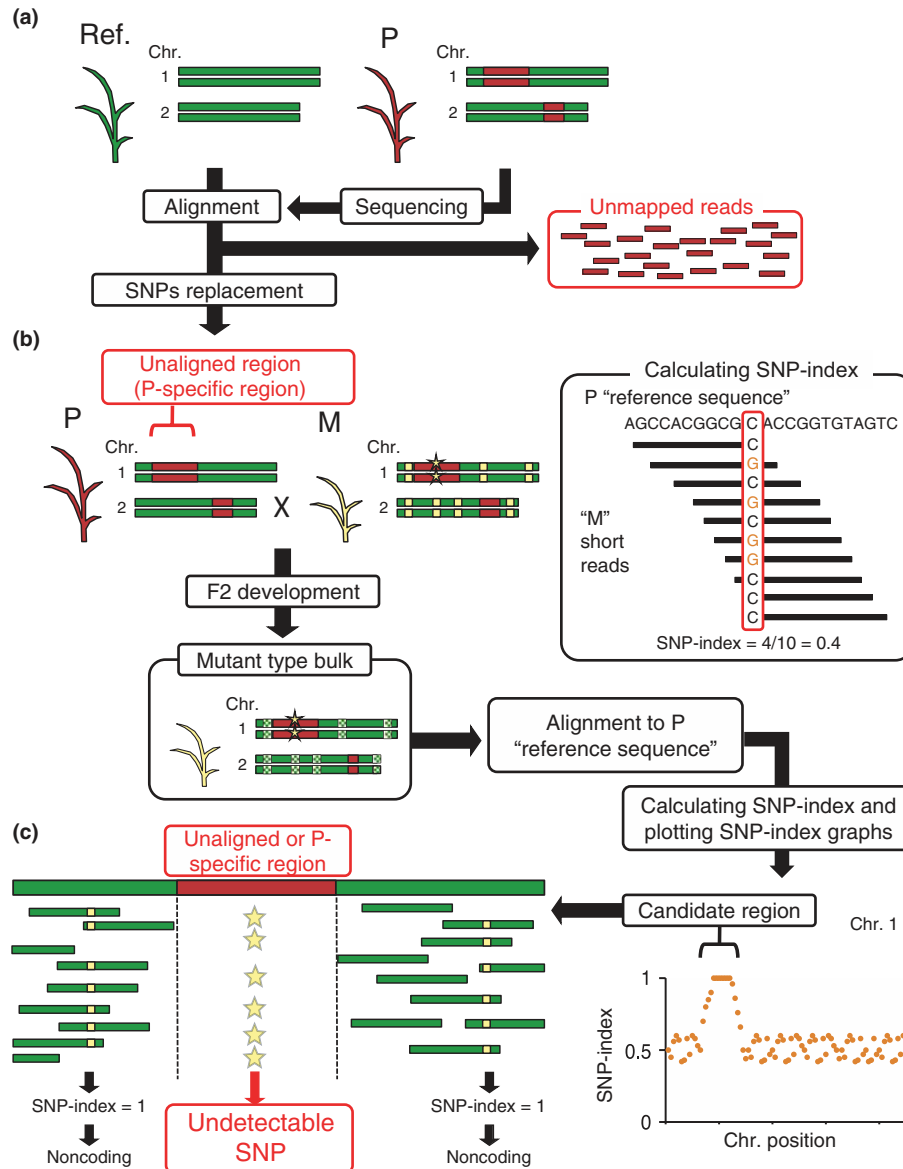 (a)
Ref.
P
Chr.
1
2
Chr.
1
2
Alignment
Sequencing
Unmapped reads
SNPs replacement
(b)
Unaligned region
(P-specific region)
P
Chr.
1
2
X
M
Chr.
1
2
F2 development
Mutant type bulk
Chr.
1
2
Calculating SNP-index
P “reference sequence”
AGCCACGGCG C ACCGGTGTAGTC
C
G
C
G
C
G
G
C
C
C
“M”
short
reads
SNP-index = 4/10 = 0.4
Alignment to P
“reference sequence”
Calculating SNP-index and
plotting SNP-index graphs
Candidate region
(c)
Unaligned or P-
specific region
SNP-index = 1
Noncoding
Undetectable
SNP
SNP-index = 1
Noncoding
Chr. 1
SNP-index
1
0.5
0
Chr. position